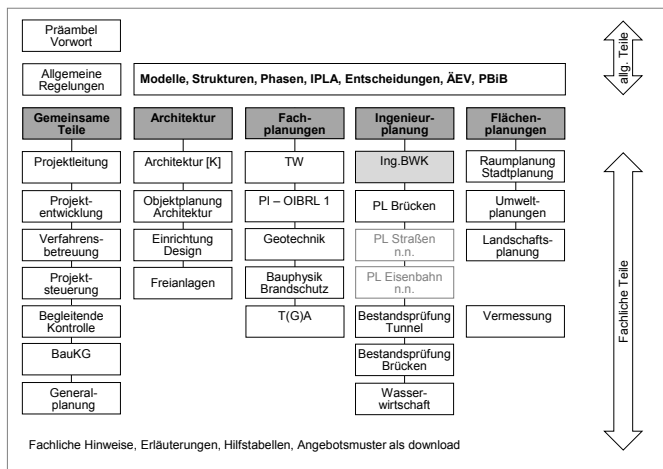 Präambel
Vorwort
allg. Teile
Allgemeine
Regelungen
Modelle, Strukturen, Phasen, IPLA, Entscheidungen, ÄEV, PBiB
Gemeinsame
Teile
Architektur
Fach-
planungen
Ingenieur-
planung
Flächen-
planungen
Projektleitung
Architektur [K]
TW
Ing.BWK
Raumplanung
Stadtplanung
Projekt-
entwicklung
Objektplanung
Architektur
PI – OIBRL 1
PL Brücken
Umwelt-
planungen
Verfahrens-
betreuung
Einrichtung
Design
Geotechnik
PL Straßen
n.n.
Landschafts-
planung
Projekt-
steuerung
Freianlagen
Bauphysik
Brandschutz
PL Eisenbahn
n.n.
Begleitende
Kontrolle
T(G)A
Bestandsprüfung
Tunnel
Vermessung
BauKG
Bestandsprüfung
Brücken
General-
planung
Wasser-
wirtschaft
Fachliche Teile
Fachliche Hinweise, Erläuterungen, Hilfstabellen, Angebotsmuster als download